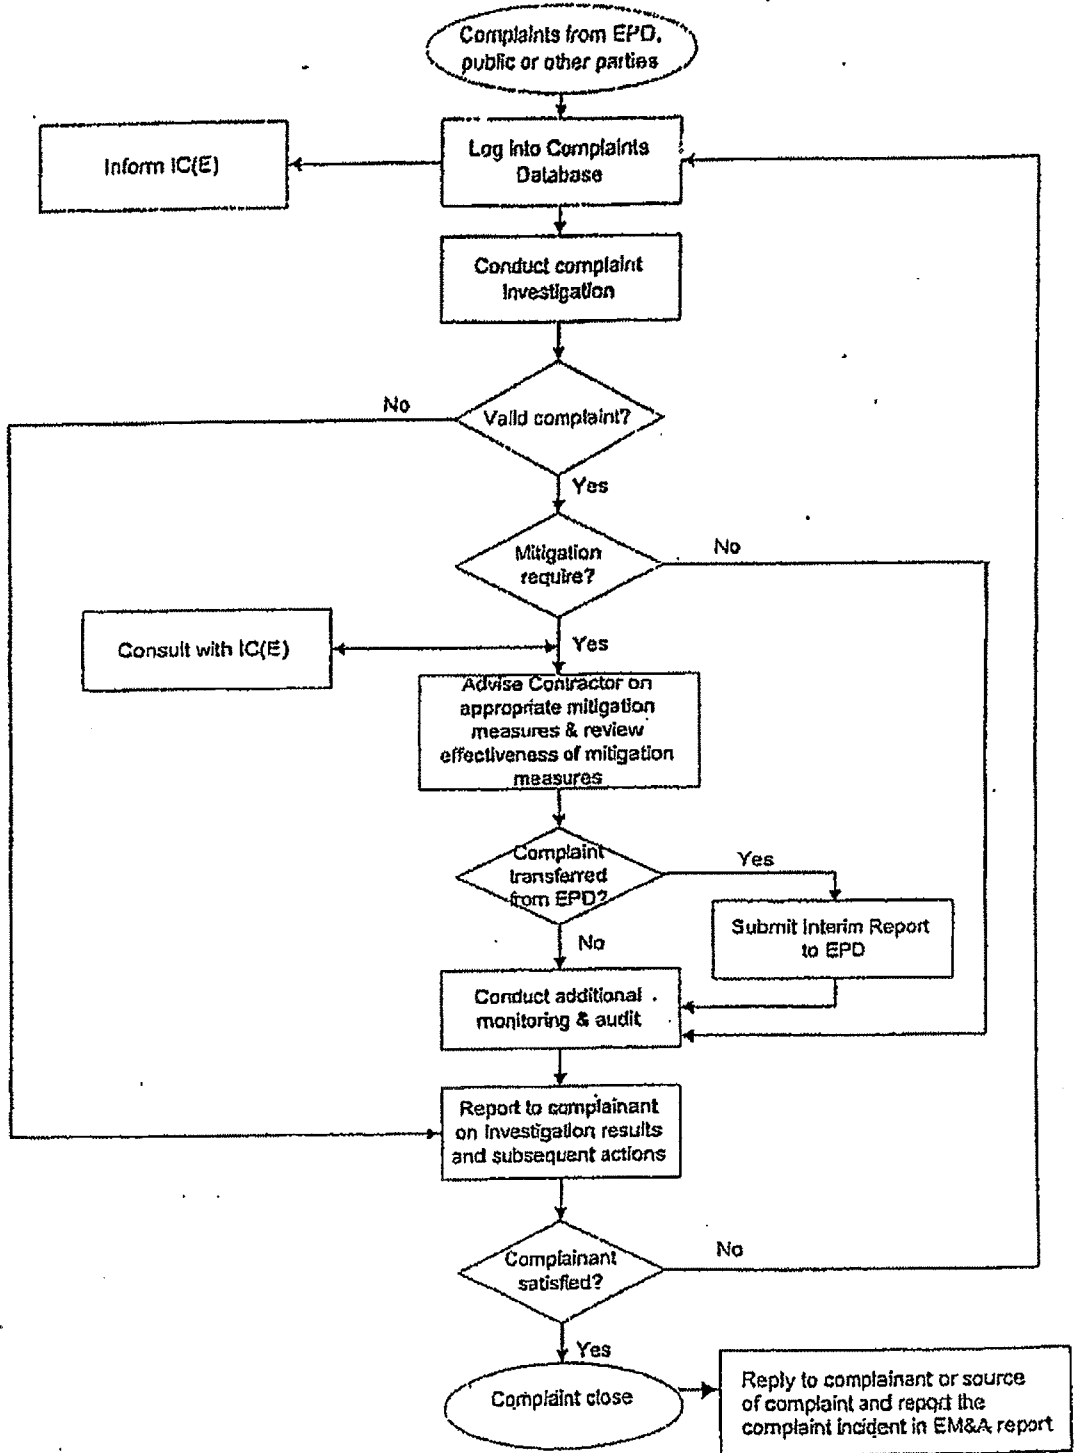 Complaints from EPD,
public or other parties
Inform IC(E)
Log into Complaints
Database
Conduct complaint
Investigation
No
Valid complaint?
Yes
Mitigation
require?
No
Consult with IC(E)
Yes
Advise Contractor on
appropriate mitigation
measures & review
effectiveness of mitigation
measures
Complaint
transferred
from EPD?
Yes
Submit Interim Report
to EPD
No
Conduct additional
monitoring & audit
Report to complainant
on investigation results
and subsequent actions
Complainant
satisfied?
No
Yes
Complaint close
Reply to complainant or source
of complaint and report the
complaint incident in EM&A report